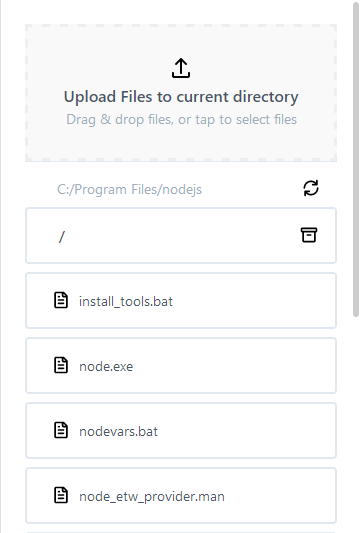 Upload Files to current directory
Drag & drop files, or tap to select files
C:/Program Files/nodejs
/
install_tools.bat
node.exe
nodevars.bat
node_etw_provider.man